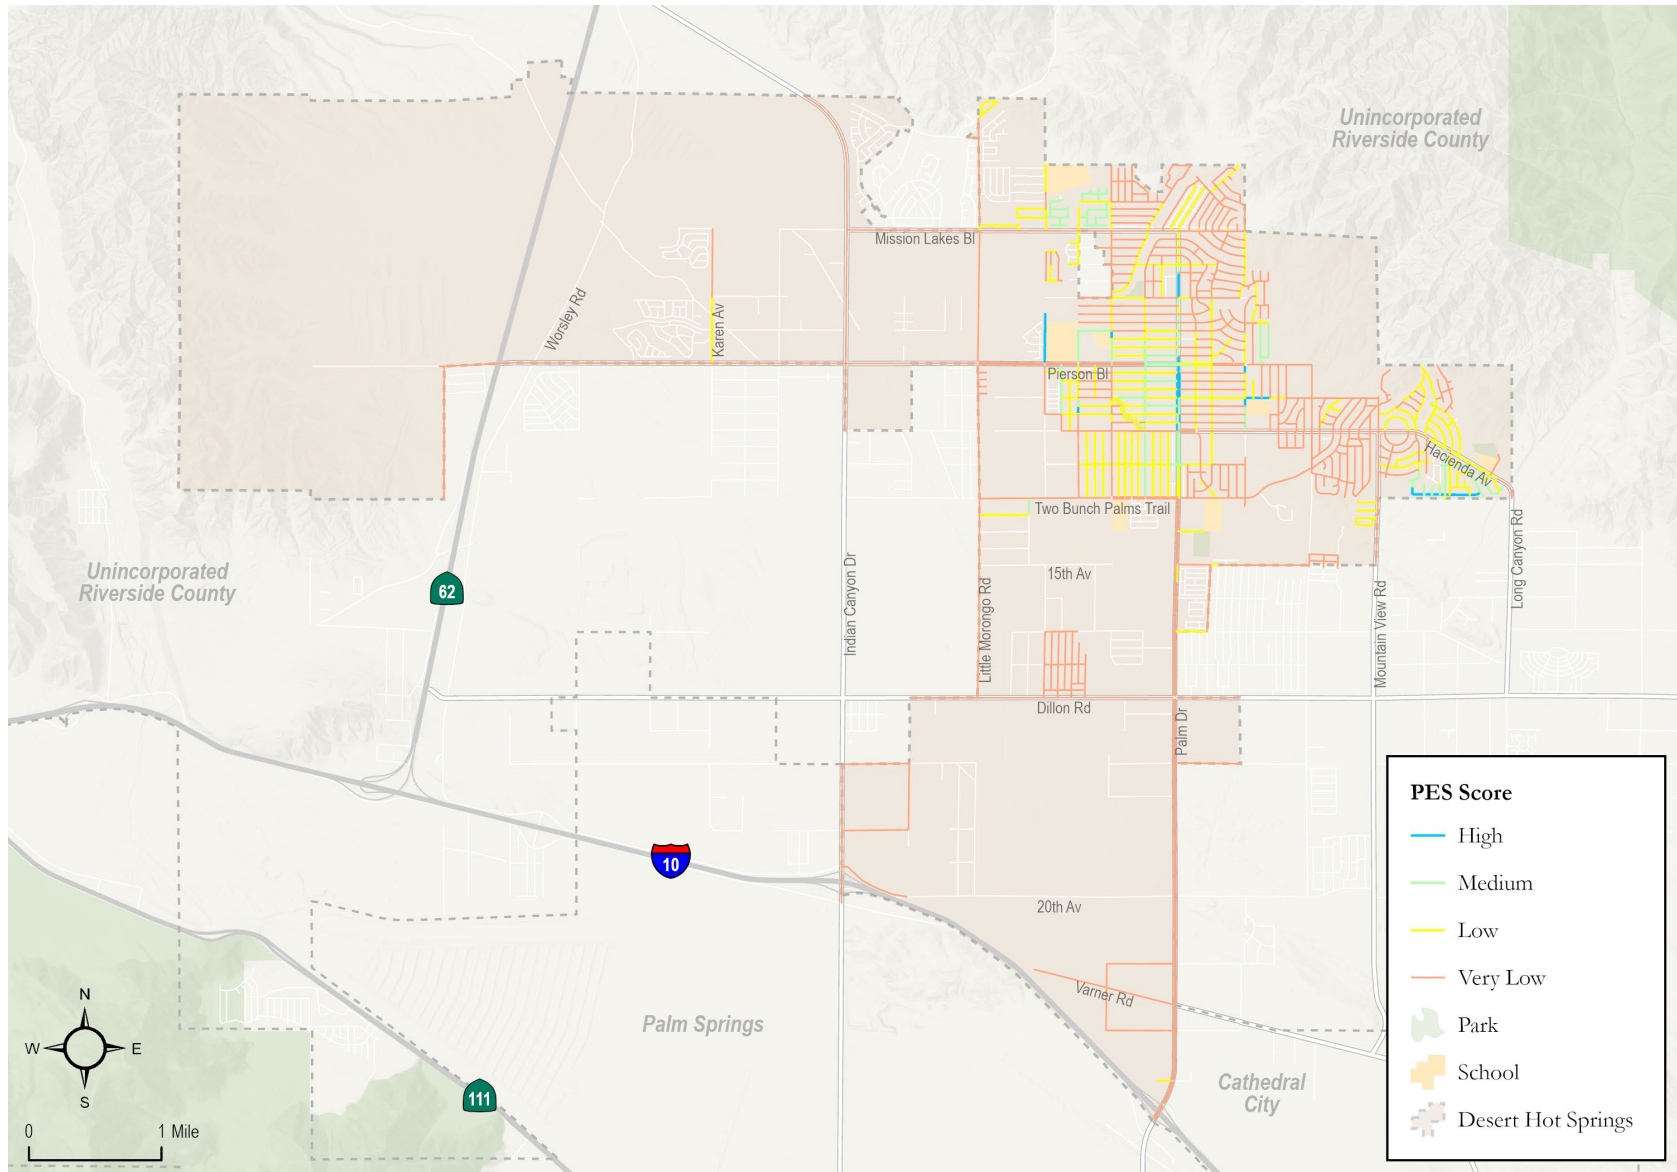 Unincorporated
Riverside County
Mission Lakes Bl
Worsley Rd
Karen Av
Pierson Bl
Hacienda Av
Two Bunch Palms Trail
Long Canyon Rd
Unincorporated
Riverside County
62
Indian Canyon Dr
15th Av
Little Morongo Rd
Mountain View Rd
Dillon Rd
Palm Dr
10
20th Av
Varner Rd
Palm Springs
Cathedral
City
111
N
W
E
S
0
1 Mile
PES Score
High
Medium
Low
Very Low
Park
School
Desert Hot Springs